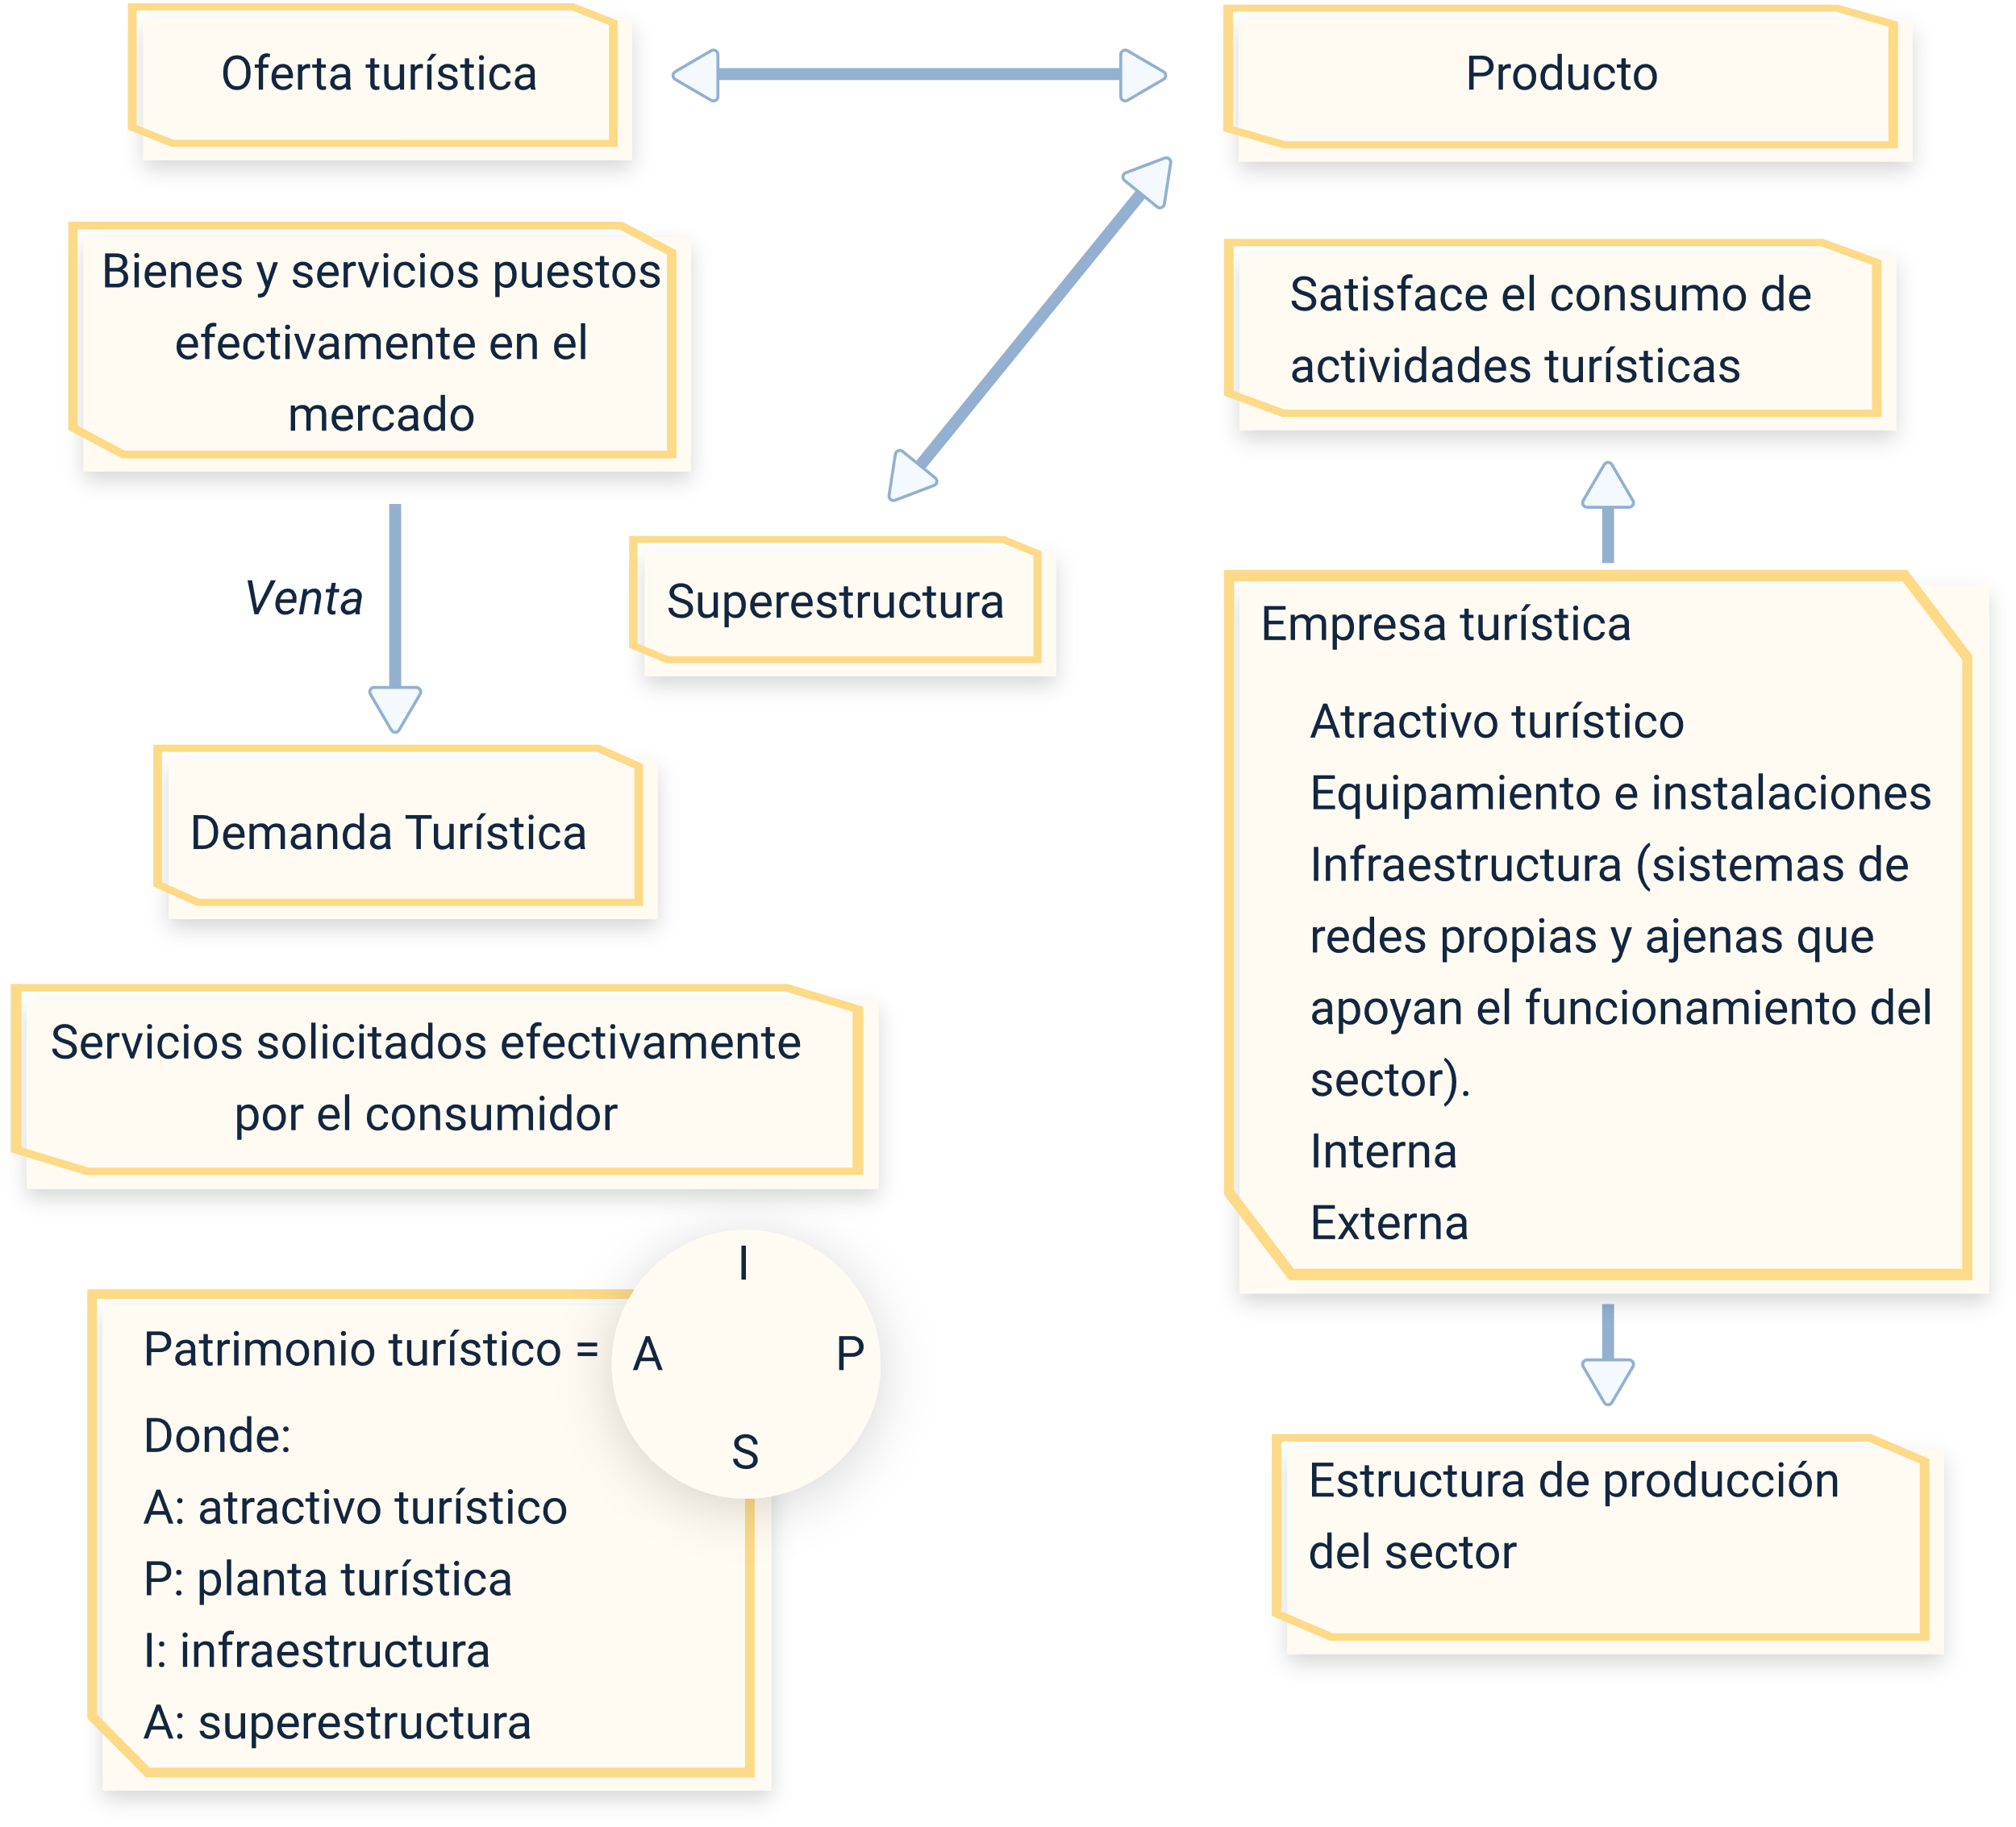 Oferta turística
Producto
Bienes y servicios puestos
efectivamente en el
mercado
Satisface el consumo de
actividades turísticas
Venta
Superestructura
Demanda Turística
Empresa turística
Atractivo turístico
Equipamiento e instalaciones
Infraestructura (sistemas de
redes propias y ajenas que
apoyan el funcionamiento del
sector).
Interna
Externa
Servicios solicitados efectivamente
por el consumidor
Patrimonio turístico =
I
A P
S
Donde:
A: atractivo turístico
P: planta turística
I: infraestructura
A: superestructura
Estructura de producción
del sector